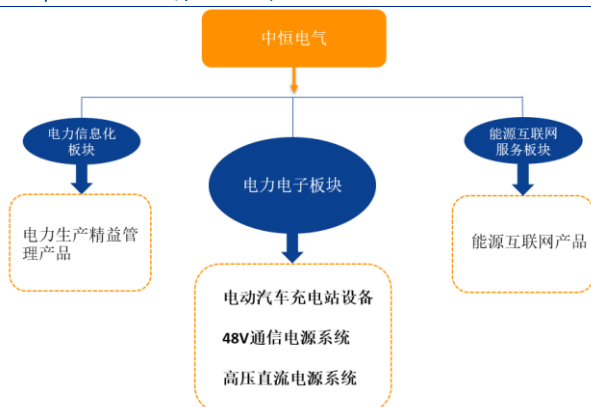 中恒电气
电力信息化
板块
电力电子板块
能源互联网
服务板块
电力生产精益管
理产品
电动汽车充电站设备
48V通信电源系统
高压直流电源系统
能源互联网产品